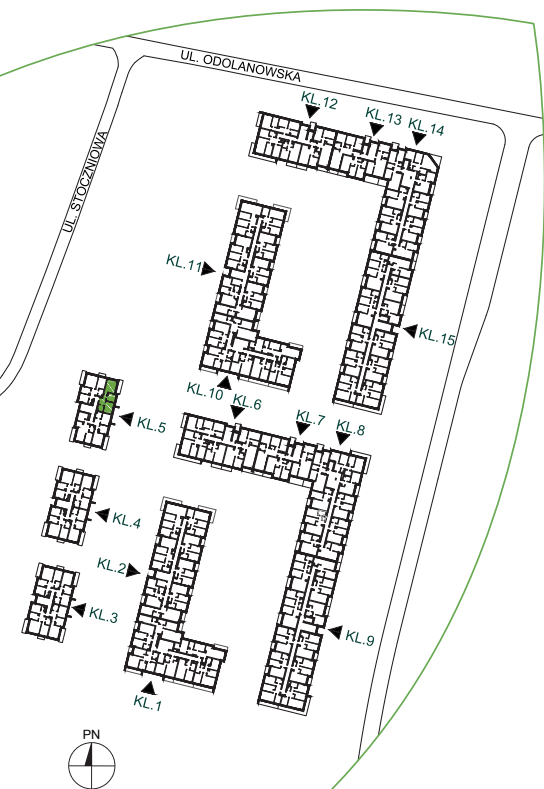 UL. ODOLANOWSKA
UL. STOCZNIOWA
KL.12
KL.13
KL.14
KL.11
KL.15
KL.10
KL.6
KL.7
KL.8
KL.5
KL.4
KL.2
KL.3
KL.9
KL.1
PN